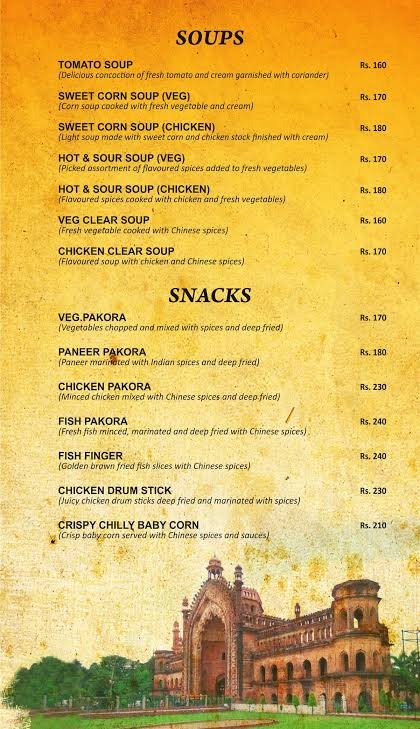 SOUPS
TOMATO SOUP Rs. 160
(Delicious concoction of fresh tomato and cream garnished with coriander)
SWEET CORN SOUP (VEG) Rs. 170
(Corn soup cooked with fresh vegetable and cream)
SWEET CORN SOUP (CHICKEN) Rs. 180
(Light soup made with sweet corn and chicken stock finished with cream)
HOT & SOUR SOUP (VEG) Rs. 170
(Picked assortment of flavoured spices added to fresh vegetables)
HOT & SOUR SOUP (CHICKEN) Rs. 180
(Flavoured spices cooked with chicken and fresh vegetables)
VEG CLEAR SOUP Rs. 160
(Fresh vegetable cooked with Chinese spices)
CHICKEN CLEAR SOUP Rs. 170
(Flavoured soup with chicken and Chinese spices)
SNACKS
VEG.PAKORA Rs. 170
(Vegetables chopped and mixed with spices and deep fried)
PANEER PAKORA Rs. 180
(Paneer marinated with Indian spices and deep fried)
CHICKEN PAKORA Rs. 230
(Minced chicken mixed with Chinese spices and deep fried)
FISH PAKORA Rs. 240
(Fresh fish minced, marinated and deep fried with Chinese spices)
FISH FINGER Rs. 240
(Golden brown fried fish slices with Chinese spices)
CHICKEN DRUM STICK Rs. 230
(Juicy chicken drum sticks deep fried and marinated with spices)
CRISPY CHILLY BABY CORN Rs. 210
(Crisp baby corn served with Chinese spices and sauces)